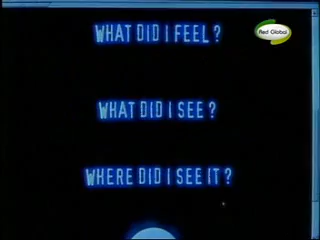 WHAT DID I FEEL?
Red Global
WHAT DID I SEE?
WHERE DID I SEE IT?